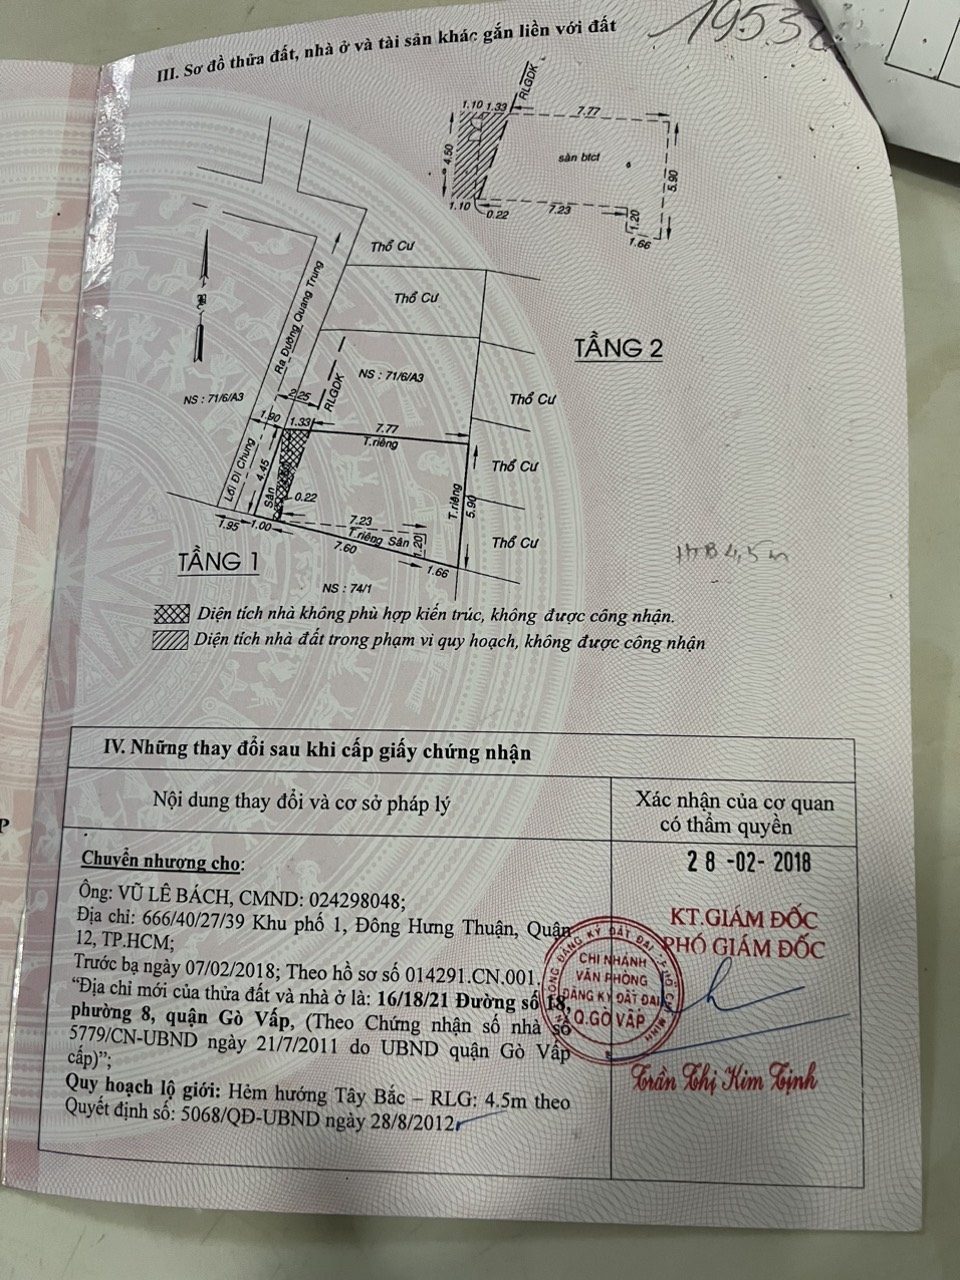 III. Sơ đồ thửa đất, nhà ở và tài sản khác gắn liền với đất
1953
1.10 1.33 RLGDK 7.77
4.50 sàn btct 5.90
1.10 0.22 7.23 1.20
1.66
Thổ Cư
Thổ Cư
Ra Đường Quang Trung
TẦNG 2
NS : 71/6/A3
NS : 71/6/A3
2.25 RLGDK
Thổ Cư
1.90 1.33 7.77
T.riêng
Lối Đi Chung 4.45 Sân
Thổ Cư
0.22
T.riêng 5.90
1.95 1.00 7.23
T.riêng Sân 1.20
Thổ Cư
7.60
1.66
TẦNG 1
HB 4,5m
NS : 74/1
Diện tích nhà không phù hợp kiến trúc, không được công nhận.
Diện tích nhà đất trong phạm vi quy hoạch, không được công nhận
IV. Những thay đổi sau khi cấp giấy chứng nhận
Nội dung thay đổi và cơ sở pháp lý
Xác nhận của cơ quan
có thẩm quyền
P
Chuyển nhượng cho:
Ông: VŨ LÊ BÁCH, CMND: 024298048;
Địa chỉ: 666/40/27/39 Khu phố 1, Đông Hưng Thuận, Quận
12, TP.HCM;
Trước bạ ngày 07/02/2018; Theo hồ sơ số 014291.CN.001.
“Địa chỉ mới của thửa đất và nhà ở là: 16/18/21 Đường số 18,
phường 8, quận Gò Vấp, (Theo Chứng nhận số nhà số
5779/CN-UBND ngày 21/7/2011 do UBND quận Gò Vấp
cấp)”;
Quy hoạch lộ giới: Hẻm hướng Tây Bắc – RLG: 4.5m theo
Quyết định số: 5068/QĐ-UBND ngày 28/8/2012
28 -02- 2018
KT.GIÁM ĐỐC
PHÓ GIÁM ĐỐC
CHI NHÁNH
VĂN PHÒNG
ĐĂNG KÝ ĐẤT ĐAI
Q.GÒ VẤP
Trần Thị Kim Tịnh